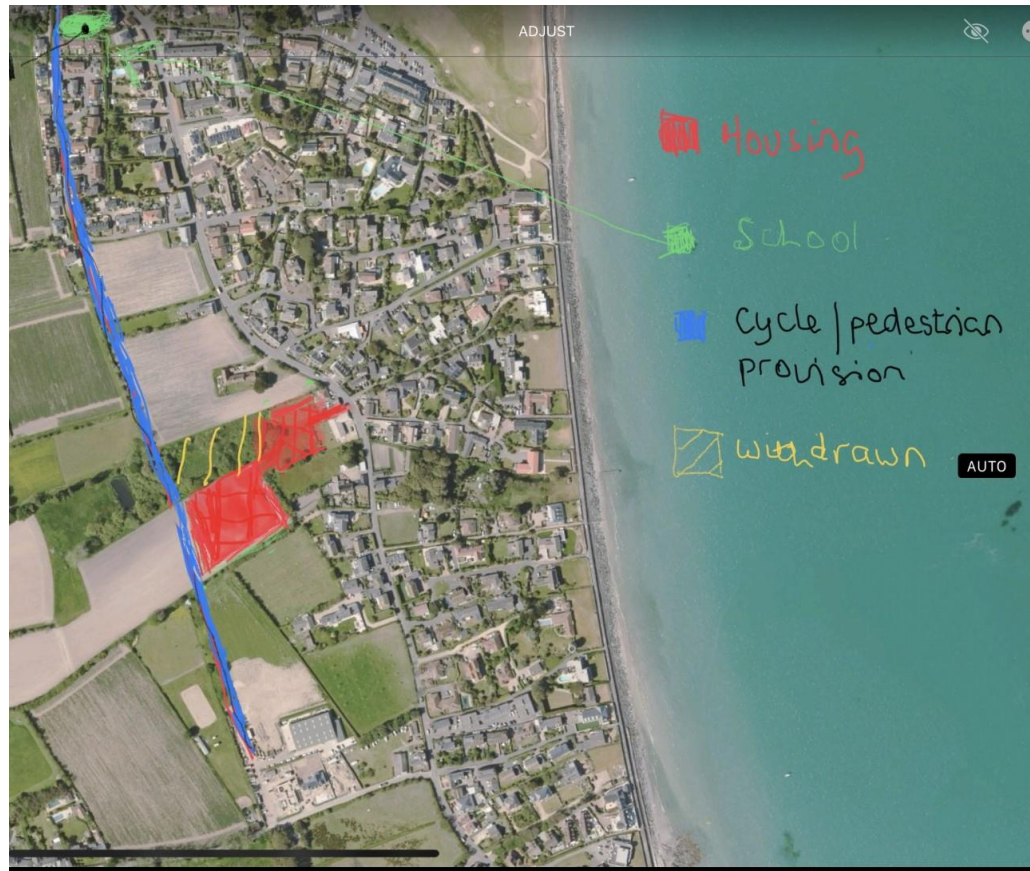 ADJUST
Housing
School
Cycle/pedestrian
provision
withdrawn
AUTO